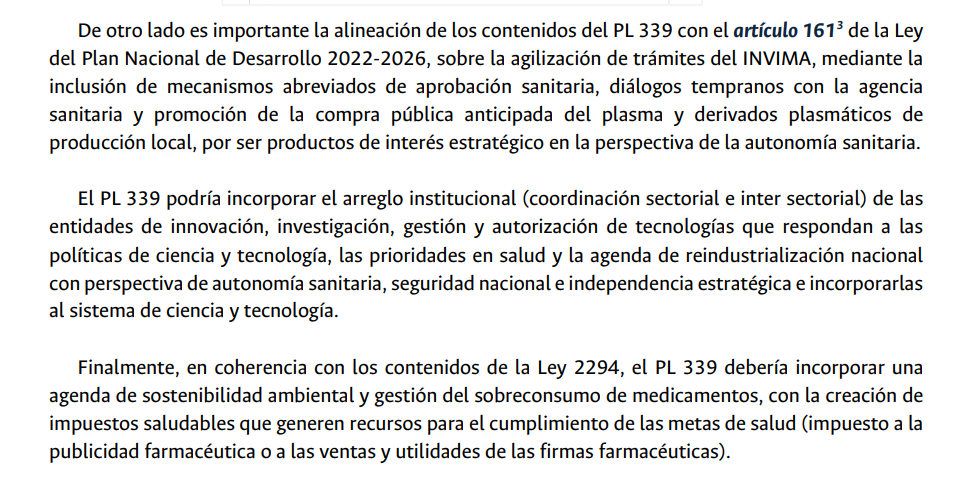 De otro lado es importante la alineación de los contenidos del PL 339 con el artículo 161³ de la Ley
del Plan Nacional de Desarrollo 2022-2026, sobre la agilización de trámites del INVIMA, mediante la
inclusión de mecanismos abreviados de aprobación sanitaria, diálogos tempranos con la agencia
sanitaria y promoción de la compra pública anticipada del plasma y derivados plasmáticos de
producción local, por ser productos de interés estratégico en la perspectiva de la autonomía sanitaria.
El PL 339 podría incorporar el arreglo institucional (coordinación sectorial e inter sectorial) de las
entidades de innovación, investigación, gestión y autorización de tecnologías que respondan a las
políticas de ciencia y tecnología, las prioridades en salud y la agenda de reindustrialización nacional
con perspectiva de autonomía sanitaria, seguridad nacional e independencia estratégica e incorporarlas
al sistema de ciencia y tecnología.
Finalmente, en coherencia con los contenidos de la Ley 2294, el PL 339 debería incorporar una
agenda de sostenibilidad ambiental y gestión del sobreconsumo de medicamentos, con la creación de
impuestos saludables que generen recursos para el cumplimiento de las metas de salud (impuesto a la
publicidad farmacéutica o a las ventas y utilidades de las firmas farmacéuticas).